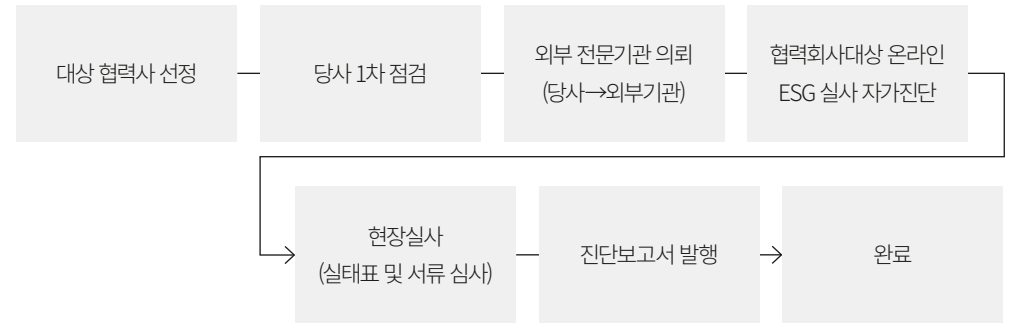 대상 협력사 선정
당사 1차 점검
외부 전문기관 의뢰
(당사→외부기관)
협력회사대상 온라인
ESG 실사 자가진단
현장실사
(실태표 및 서류 심사)
진단보고서 발행
완료